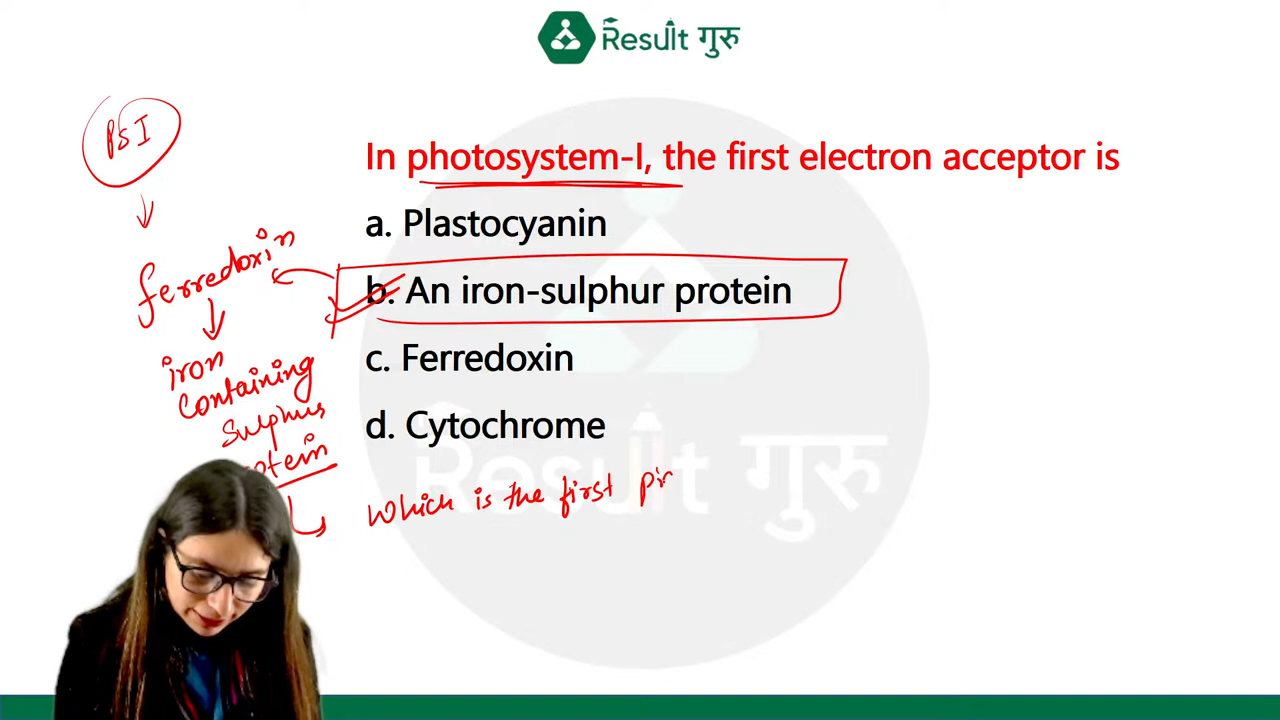 Result गुरु
PS I
In photosystem-I, the first electron acceptor is
a. Plastocyanin
b. An iron-sulphur protein
c. Ferredoxin
d. Cytochrome
ferredoxin
iron
containing
sulphur
which is the first
Result गुरु